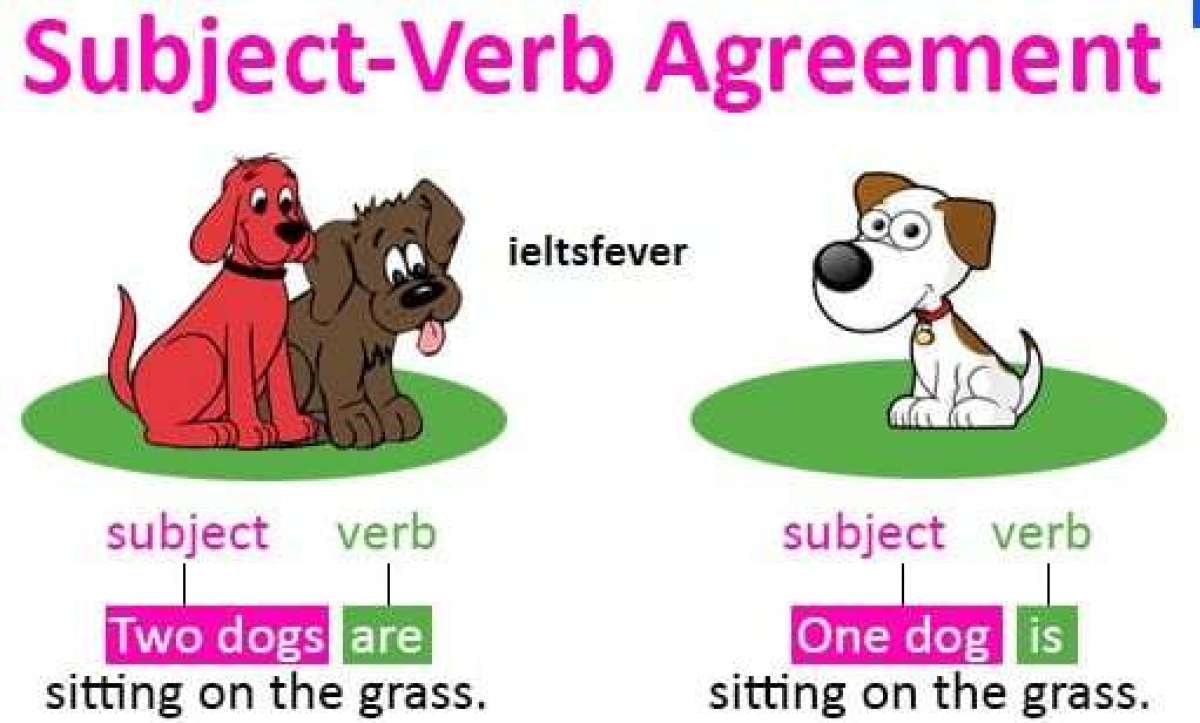 Subject-Verb Agreement
ieltsfever
subject verb
Two dogs are
sitting on the grass.
subject verb
One dog is
sitting on the grass.